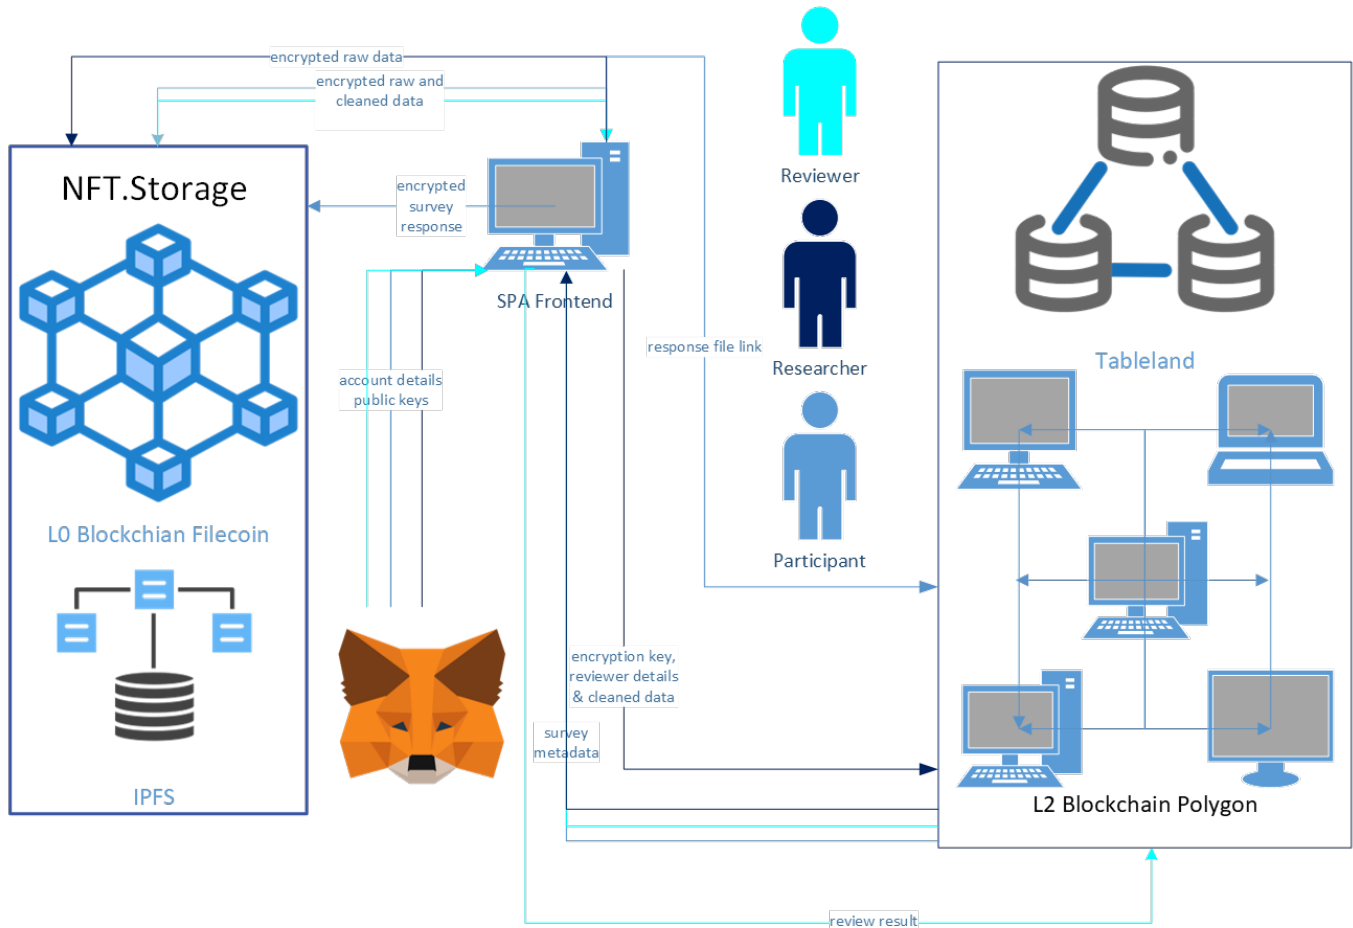 encrypted raw data
encrypted raw and
cleaned data
NFT.Storage
encrypted
survey
response
SPA Frontend
Reviewer
response file link
Researcher
Tableland
account details
public keys
L0 Blockchian Filecoin
Participant
encryption key,
reviewer details
& cleaned data
survey
metadata
IPFS
L2 Blockchain Polygon
review result